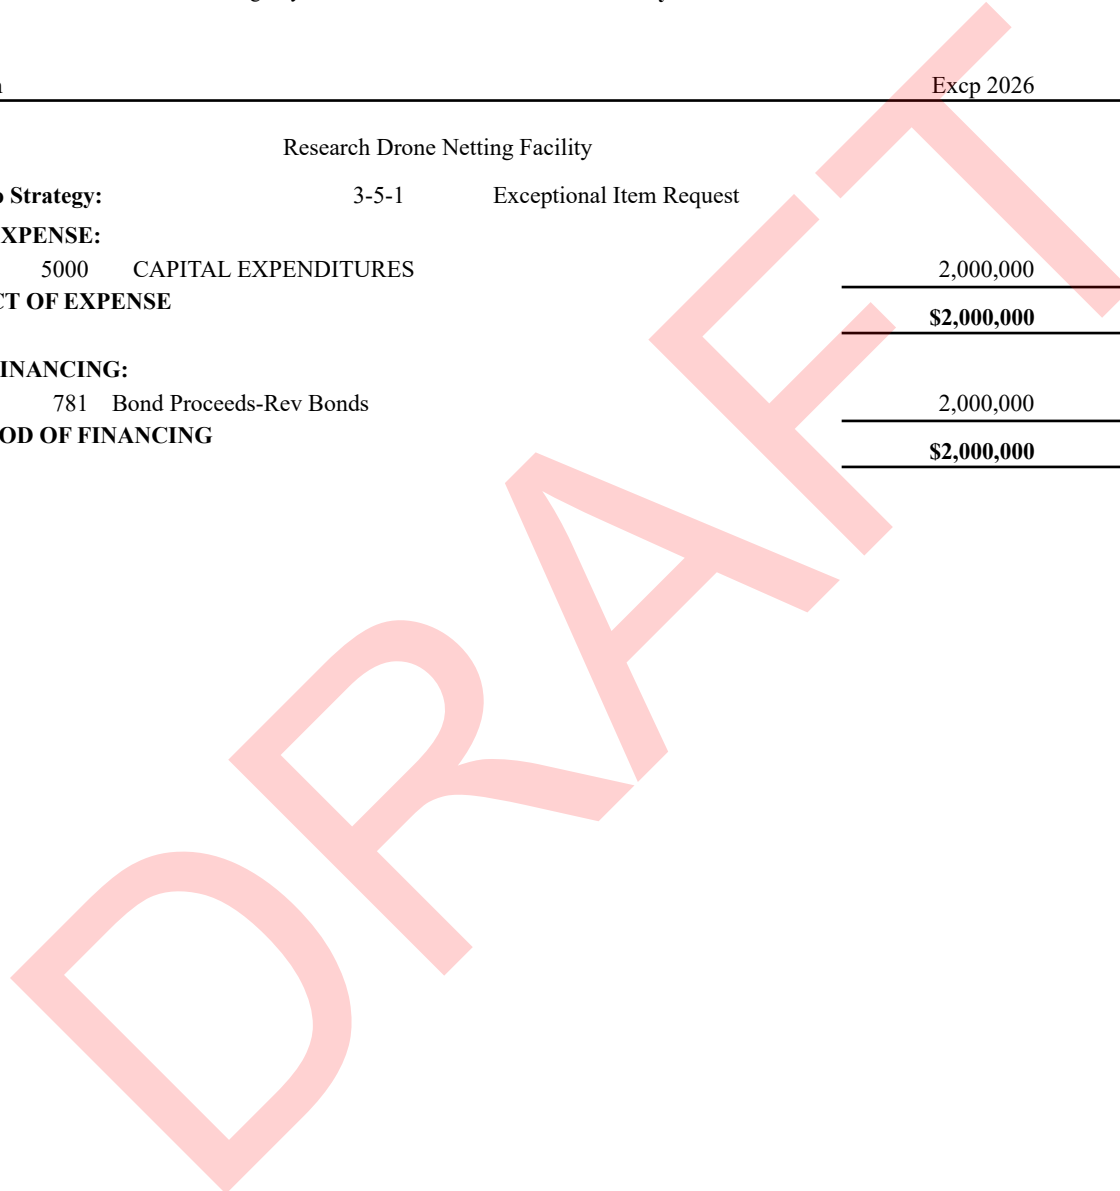 Excp 2026
Research Drone Netting Facility
Strategy: 3-5-1 Exceptional Item Request
XPENSE:
5000 CAPITAL EXPENDITURES 2,000,000
CT OF EXPENSE $2,000,000
INANCING:
781 Bond Proceeds-Rev Bonds 2,000,000
OD OF FINANCING $2,000,000
DRAFT